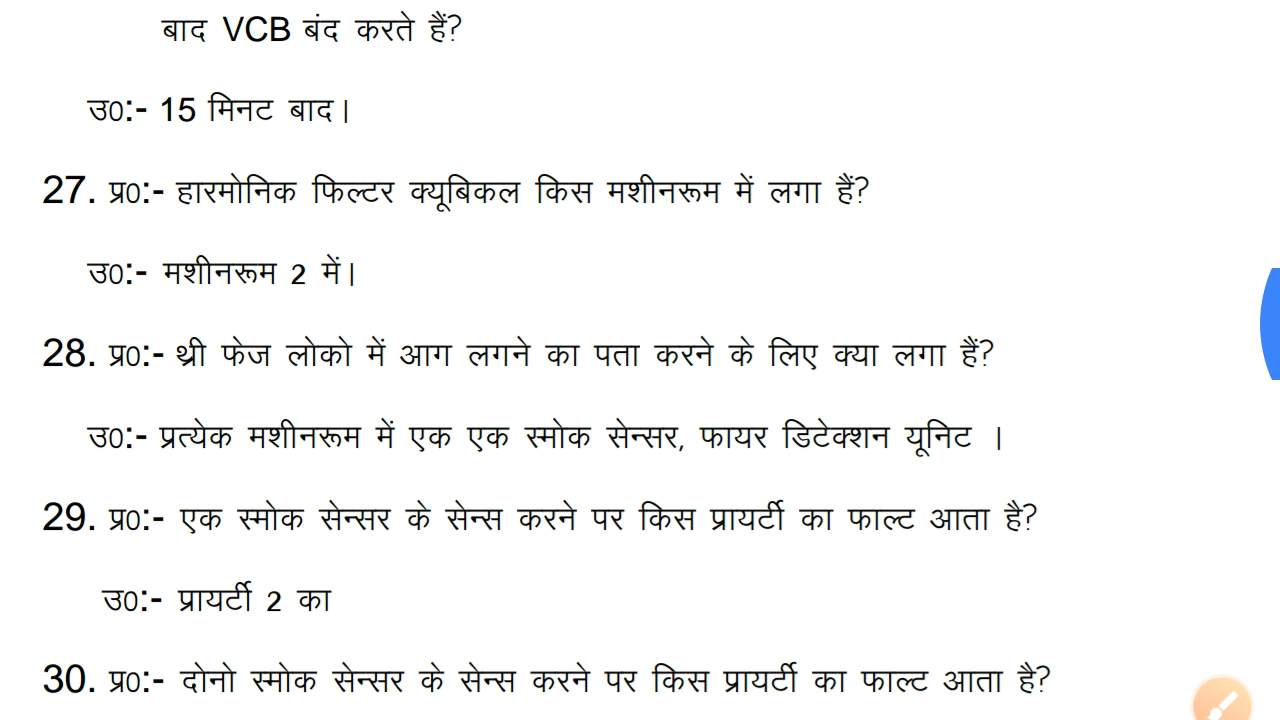 बाद VCB बंद करते हैं?
उ0:- 15 मिनट बाद।
27. प्र0:- हारमोनिक फिल्टर क्यूबिकल किस मशीनरूम में लगा हैं?
उ0:- मशीनरूम 2 में।
28. प्र0:- थ्री फेज लोको में आग लगने का पता करने के लिए क्या लगा हैं?
उ0:- प्रत्येक मशीनरूम में एक एक स्मोक सेन्सर, फायर डिटेक्शन यूनिट ।
29. प्र0:- एक स्मोक सेन्सर के सेन्स करने पर किस प्रायर्टी का फाल्ट आता है?
उ0:- प्रायर्टी 2 का
30. प्र0:- दोनो स्मोक सेन्सर के सेन्स करने पर किस प्रायर्टी का फाल्ट आता है?